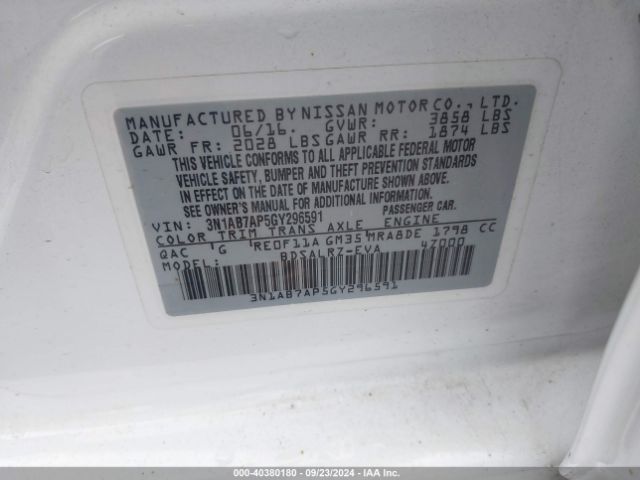 MANUFACTURED BY NISSAN MOTOR CO., LTD.
DATE: 06/16. GVWR: 3858 LBS
GAWR FR: 2028 LBS GAWR RR: 1874 LBS
THIS VEHICLE CONFORMS TO ALL APPLICABLE FEDERAL MOTOR
VEHICLE SAFETY, BUMPER AND THEFT PREVENTION STANDARDS
IN EFFECT ON THE DATE OF MANUFACTURE SHOWN ABOVE.
SEE OWNER'S MANUAL FOR ADDITIONAL INFORMATION.
VIN: 3N1AB7AP5GY296591 PASSENGER CAR.
COLOR TRIM TRANS AXLE ENGINE
QAC G RE0F11A GM35 MRA8DE 1798 CC
MODEL: BDSALRZ-EVA 47000
3N1AB7AP5GY296591
000-40380180 - 09/23/2024 - IAA Inc.